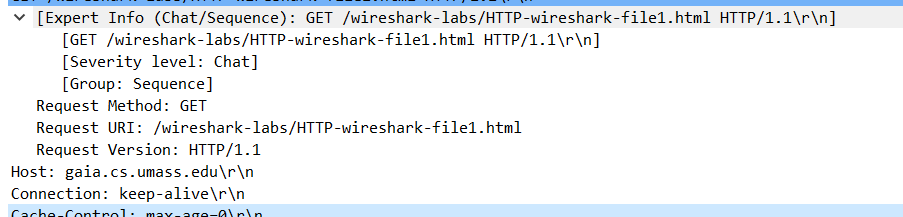 [Expert Info (Chat/Sequence): GET /wireshark-labs/HTTP-wireshark-file1.html HTTP/1.1\r\n]
[GET /wireshark-labs/HTTP-wireshark-file1.html HTTP/1.1\r\n]
[Severity level: Chat]
[Group: Sequence]
Request Method: GET
Request URI: /wireshark-labs/HTTP-wireshark-file1.html
Request Version: HTTP/1.1
Host: gaia.cs.umass.edu\r\n
Connection: keep-alive\r\n
Cache-Control: max-age=0\r\n